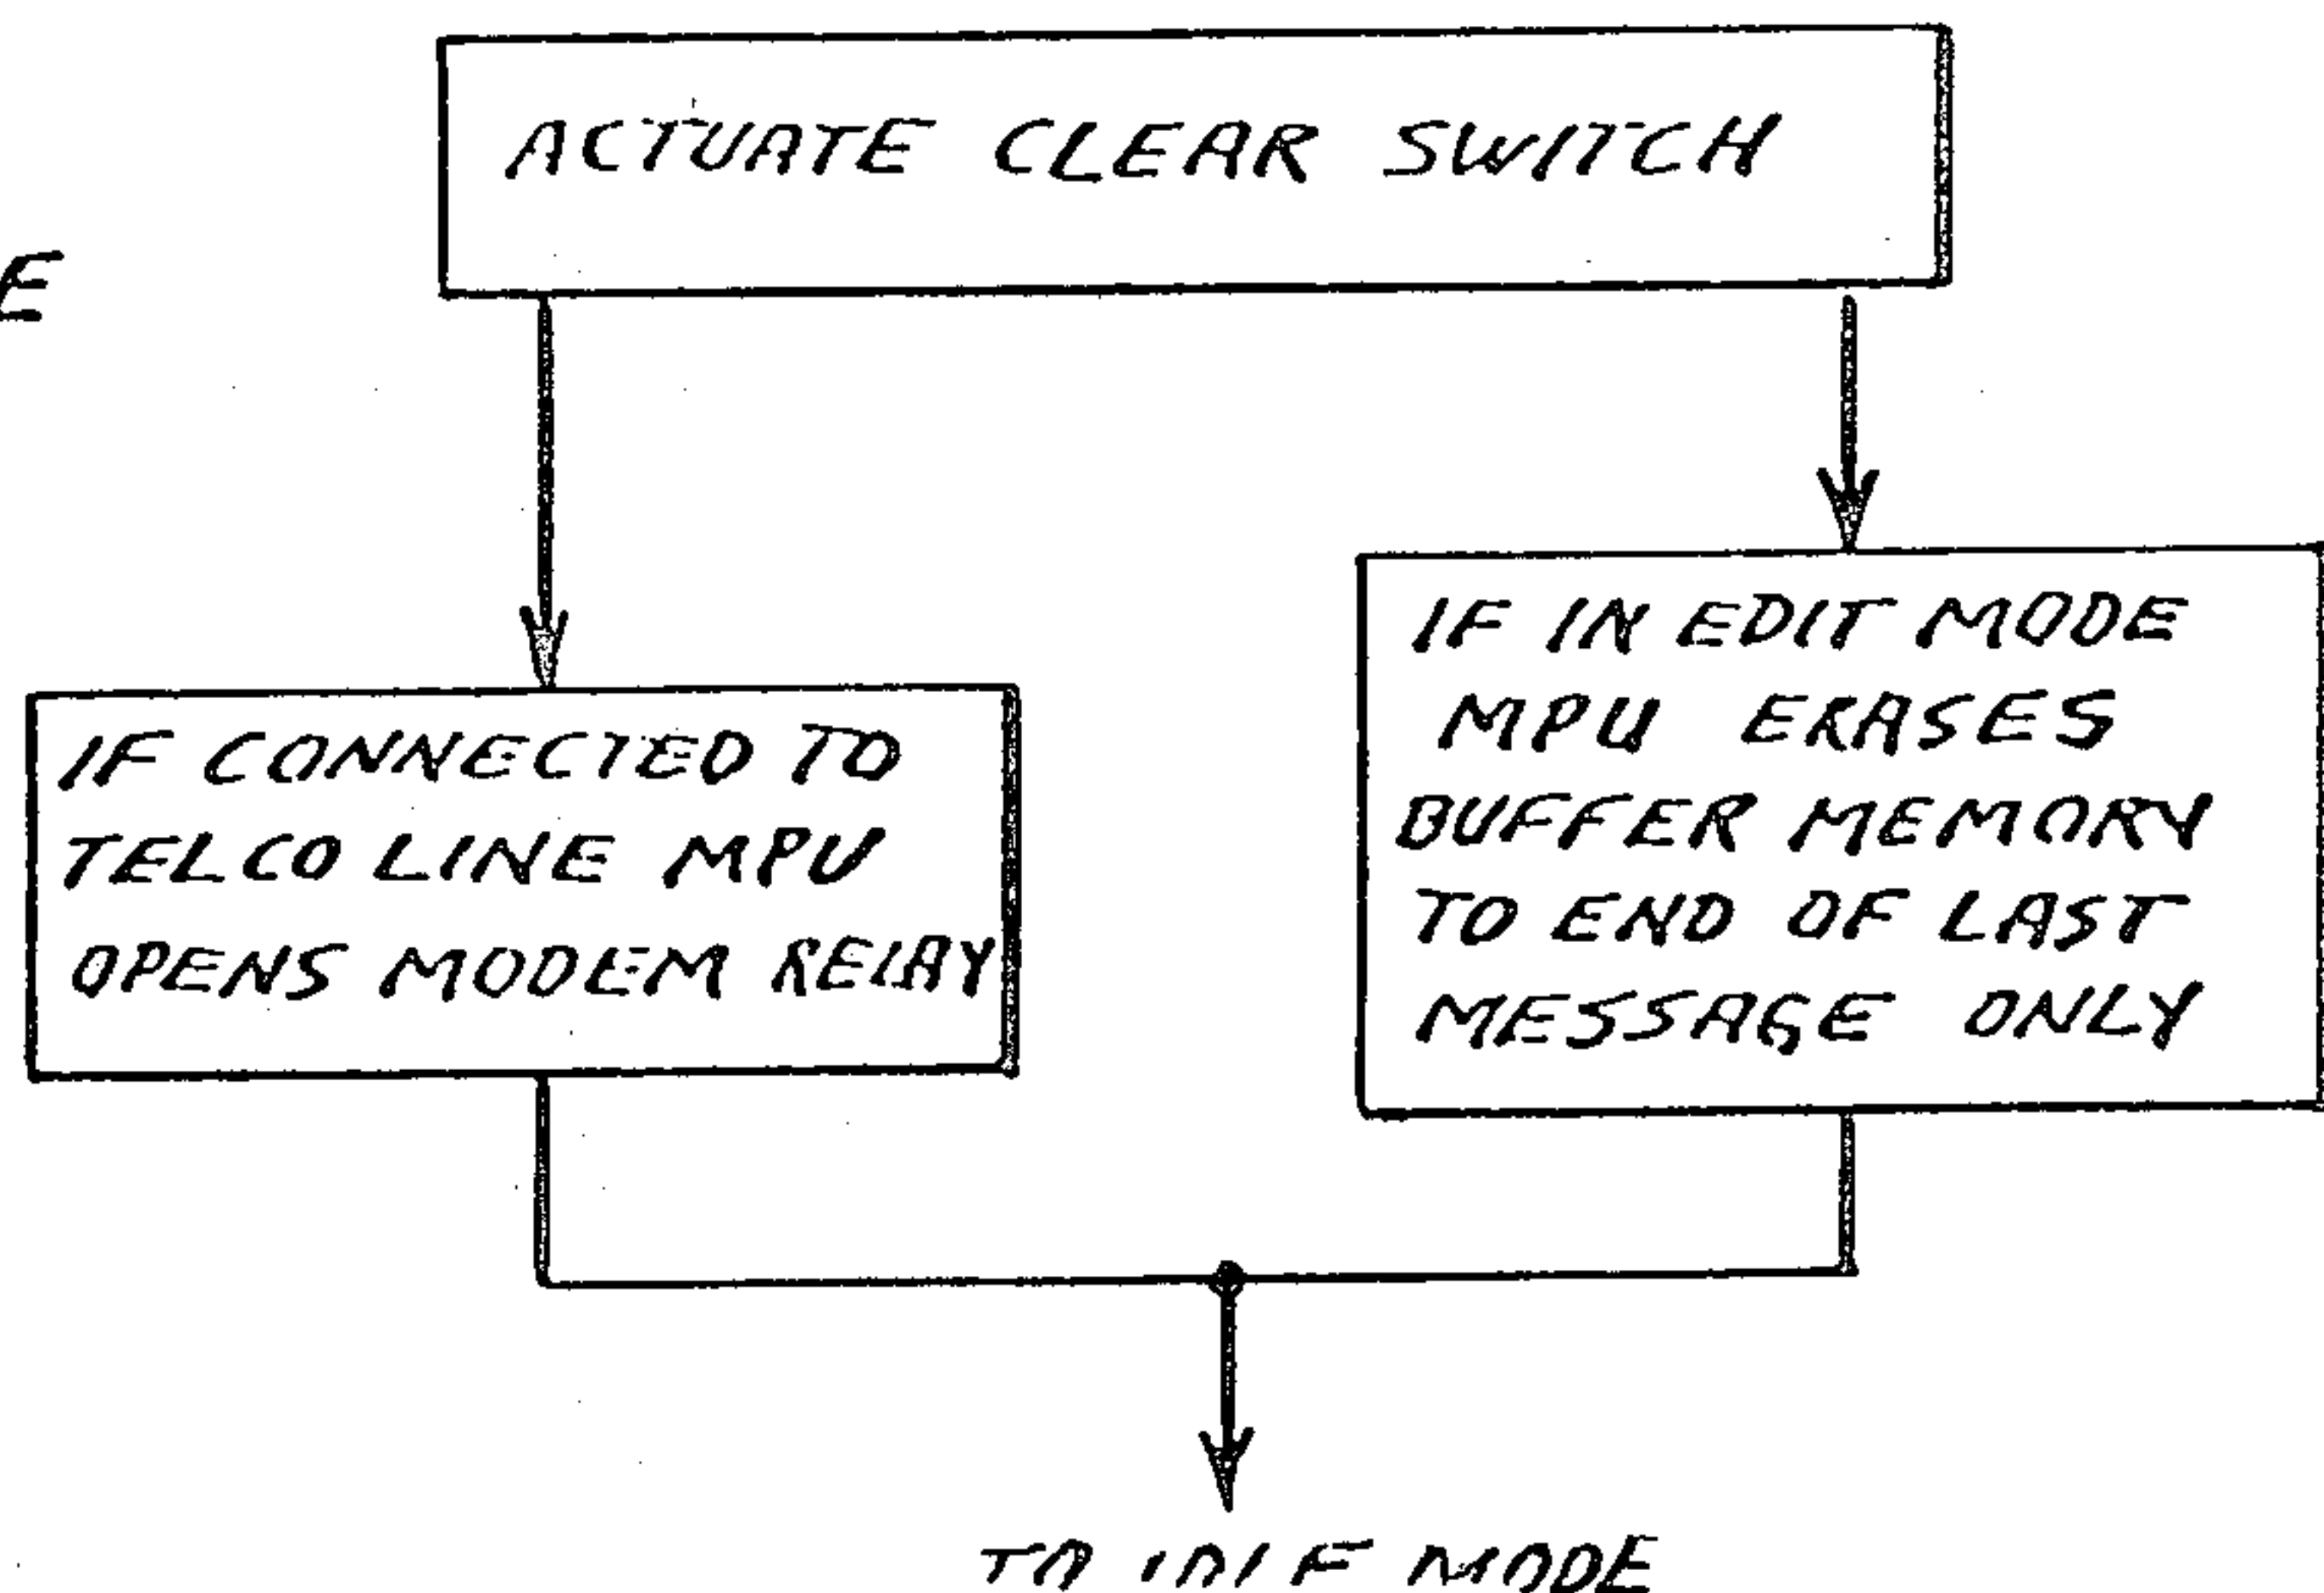 ACTUATE CLEAR SWITCH
E
IF CONNECTED TO
TELCO LINE MPU
OPENS MODEM RELAY
IF IN EDIT MODE
MPU ERASES
BUFFER MEMORY
TO END OF LAST
MESSAGE ONLY
TO IDLE MODE